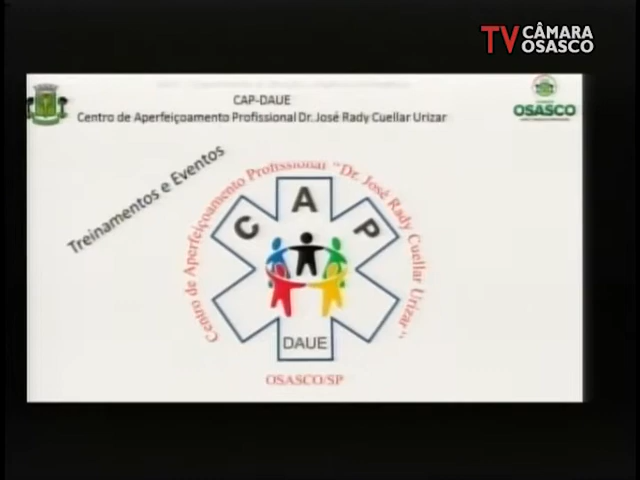 TV CÂMARA
OSASCO
CAP-DAUE
Centro de Aperfeiçoamento Profissional Dr. José Rady Cuellar Urizar
OSASCO
Treinamentos e Eventos
Centro de Aperfeiçoamento Profissional "Dr. José Rady Cuellar Urizar"
C A P
DAUE
OSASCO/SP